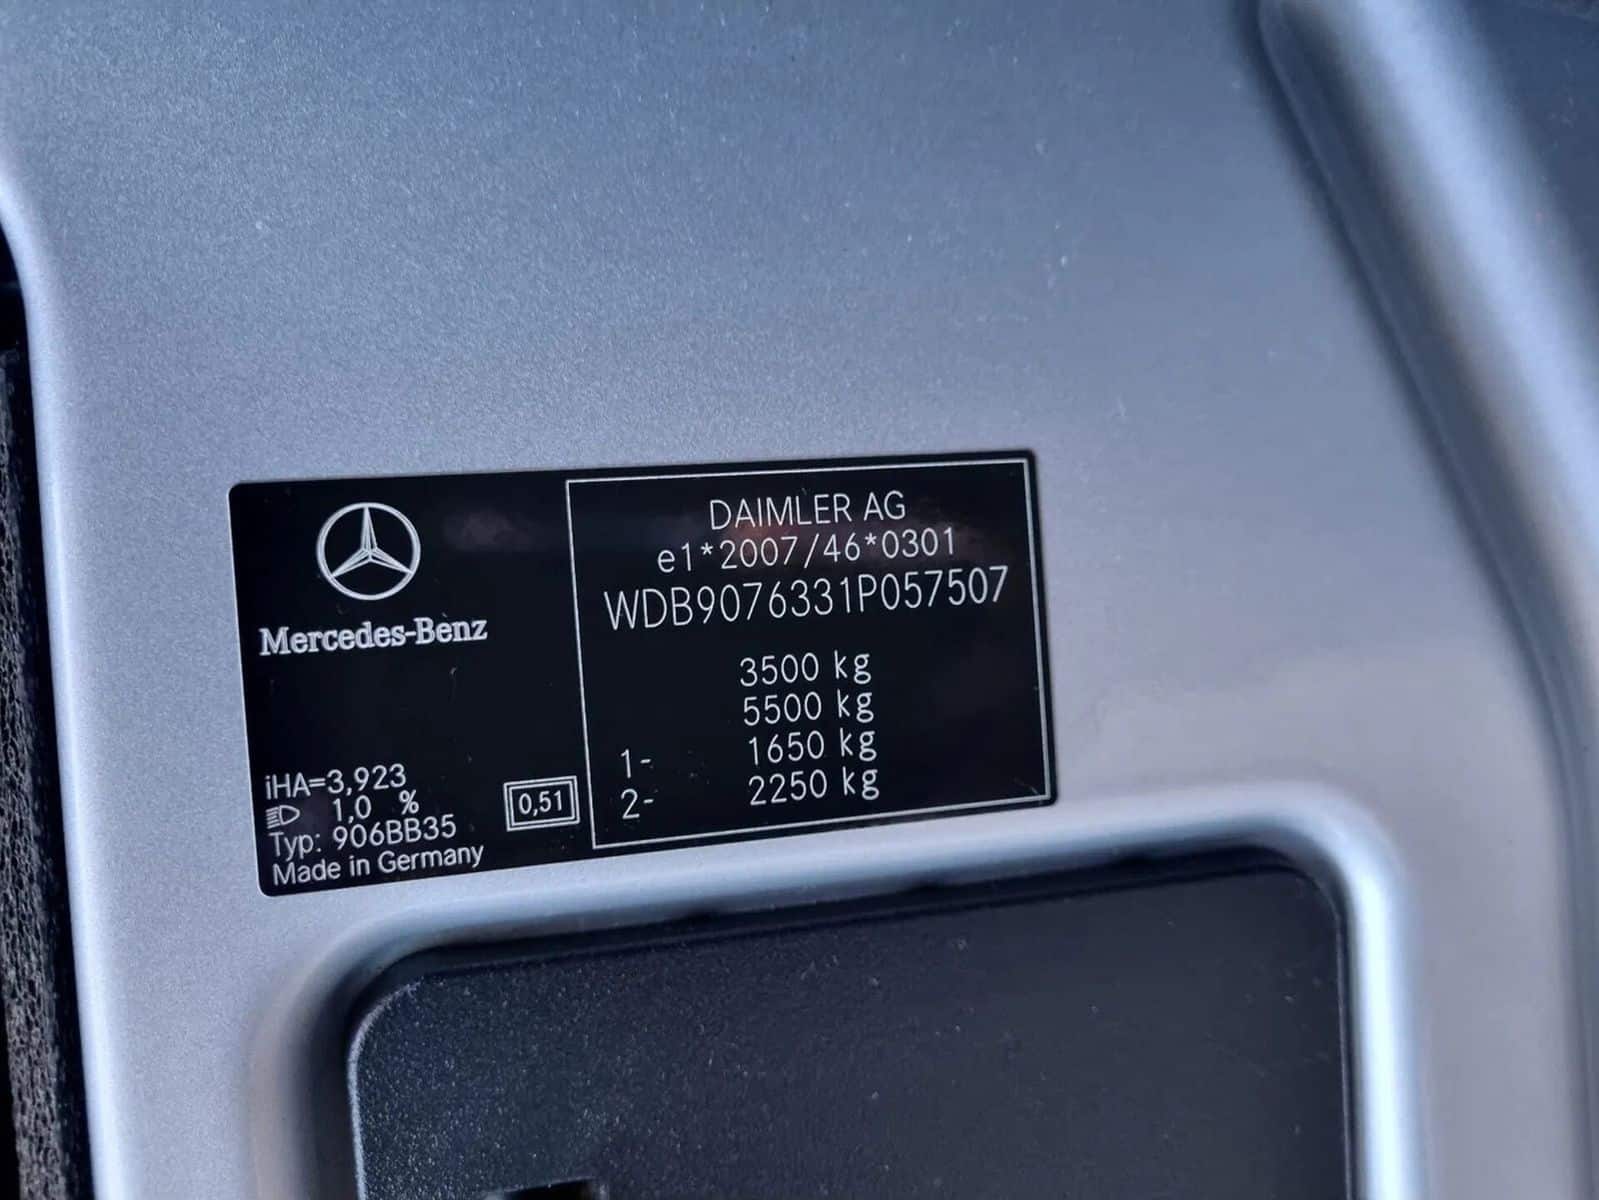 Mercedes-Benz
iHA=3,923
1,0 %
Typ: 906BB35
Made in Germany
0,51
DAIMLER AG
e1*2007/46*0301
WDB9076331P057507
3500 kg
5500 kg
1- 1650 kg
2- 2250 kg